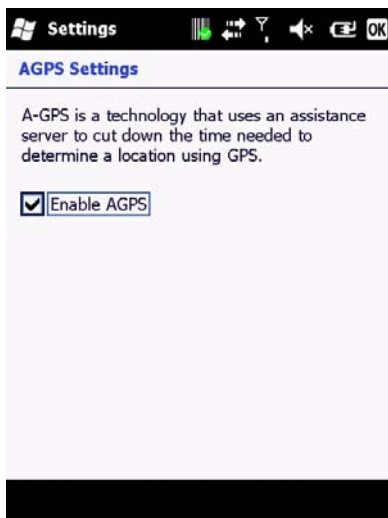 Settings
OK
AGPS Settings
A-GPS is a technology that uses an assistance
server to cut down the time needed to
determine a location using GPS.
Enable AGPS